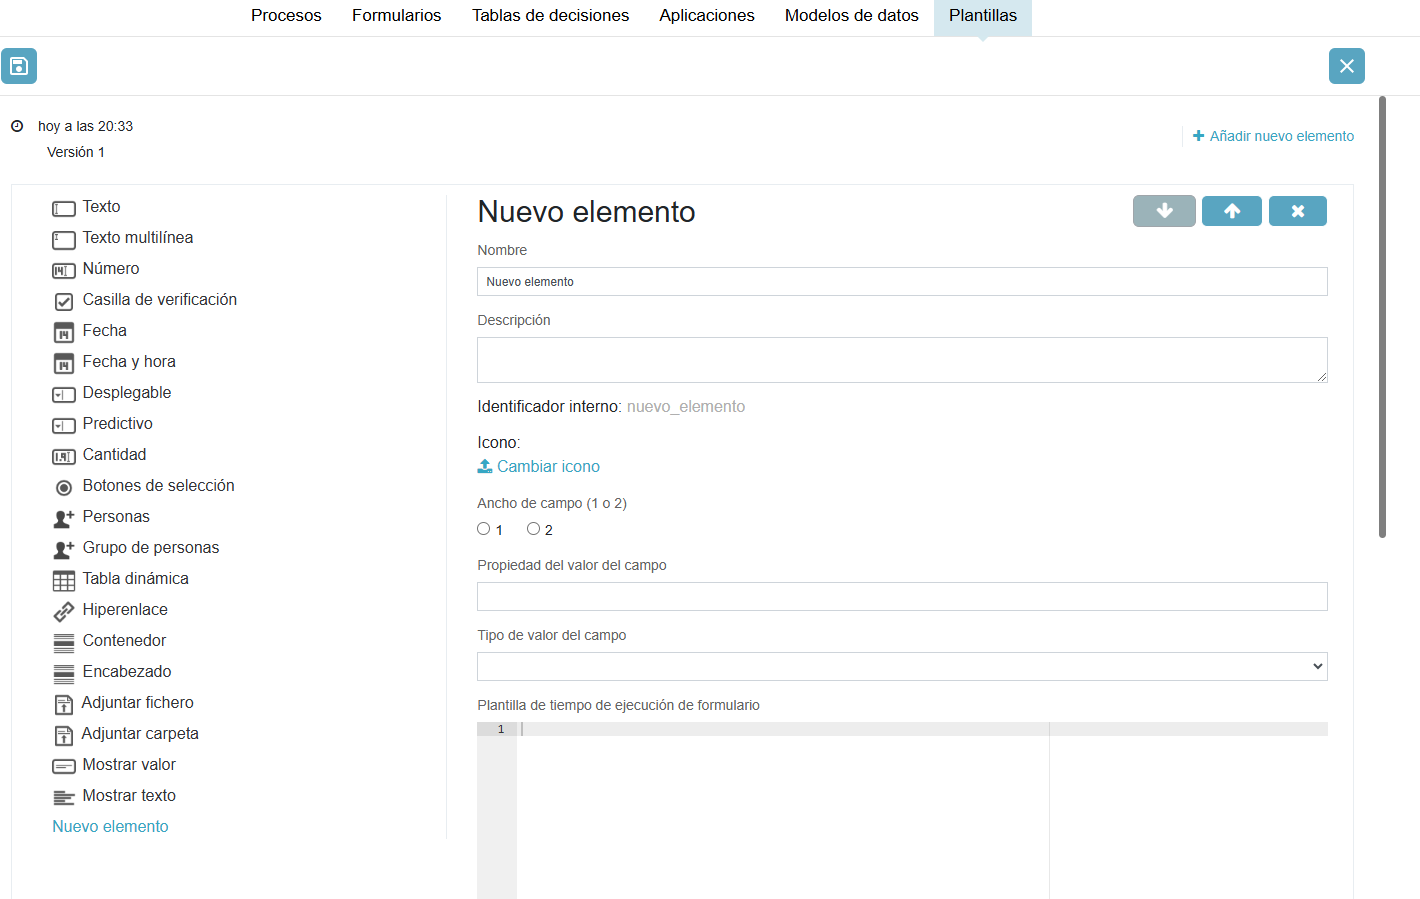 Procesos Formularios Tablas de decisiones Aplicaciones Modelos de datos Plantillas
hoy a las 20:33
Versión 1
Añadir nuevo elemento
Texto
Texto multilínea
Número
Casilla de verificación
Fecha
Fecha y hora
Desplegable
Predictivo
Cantidad
Botones de selección
Personas
Grupo de personas
Tabla dinámica
Hiperenlace
Contenedor
Encabezado
Adjuntar fichero
Adjuntar carpeta
Mostrar valor
Mostrar texto
Nuevo elemento
Nuevo elemento
Nombre
Nuevo elemento
Descripción
Identificador interno: nuevo_elemento
Icono:
Cambiar icono
Ancho de campo (1 o 2)
1 2
Propiedad del valor del campo
Tipo de valor del campo
Plantilla de tiempo de ejecución de formulario
1